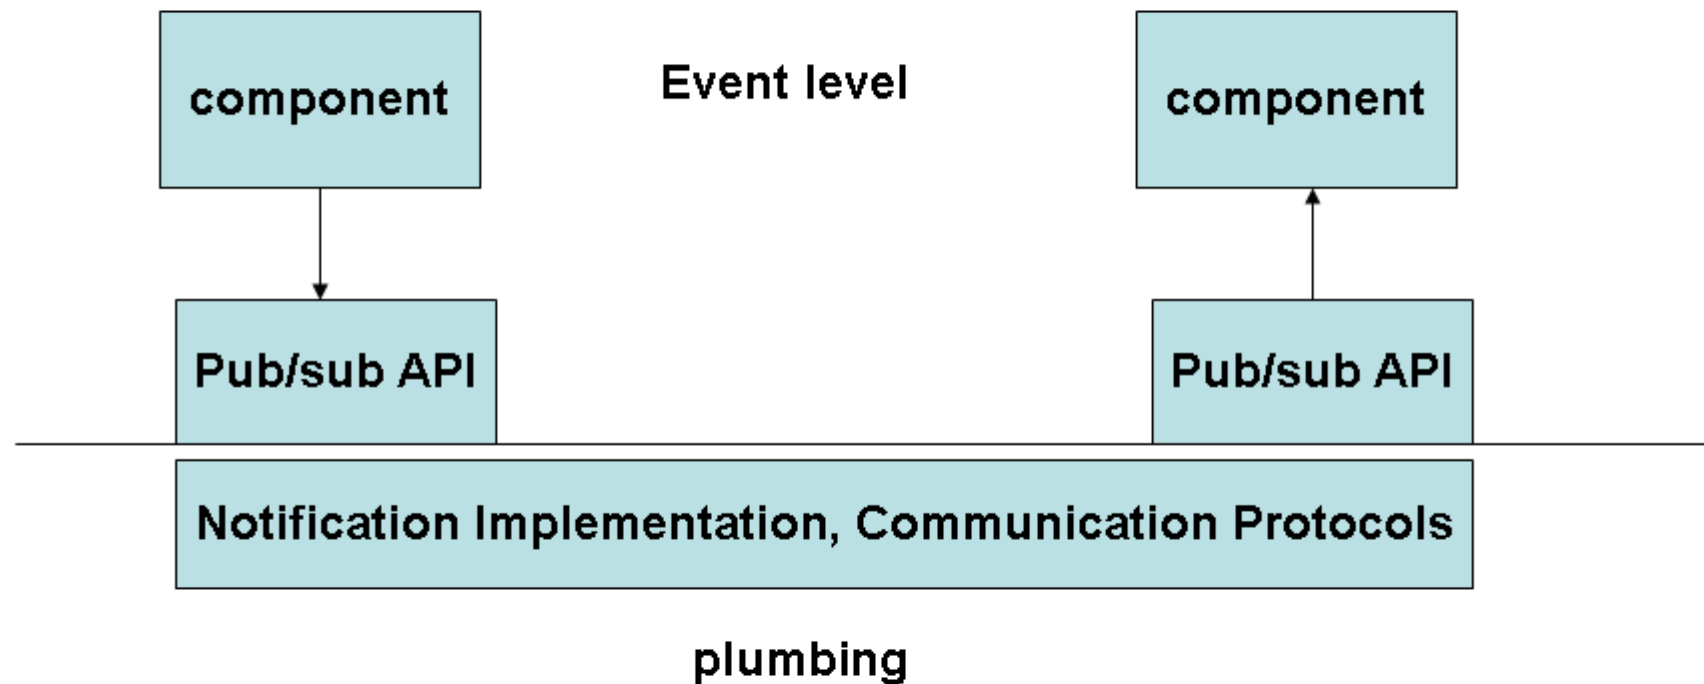 component
Event level
component
Pub/sub API
Pub/sub API
Notification Implementation, Communication Protocols
plumbing